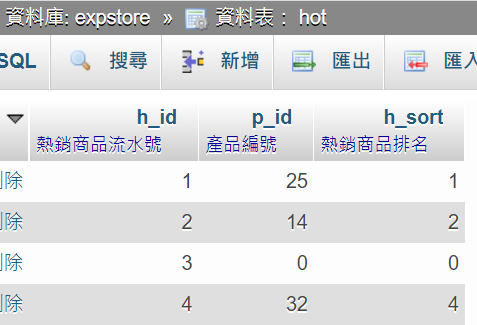 資料庫: expstore » 資料表： hot
SQL 搜尋 新增 匯出 匯入
h_id p_id h_sort
熱銷商品流水號 產品編號 熱銷商品排名
刪除 1 25 1
刪除 2 14 2
刪除 3 0 0
刪除 4 32 4